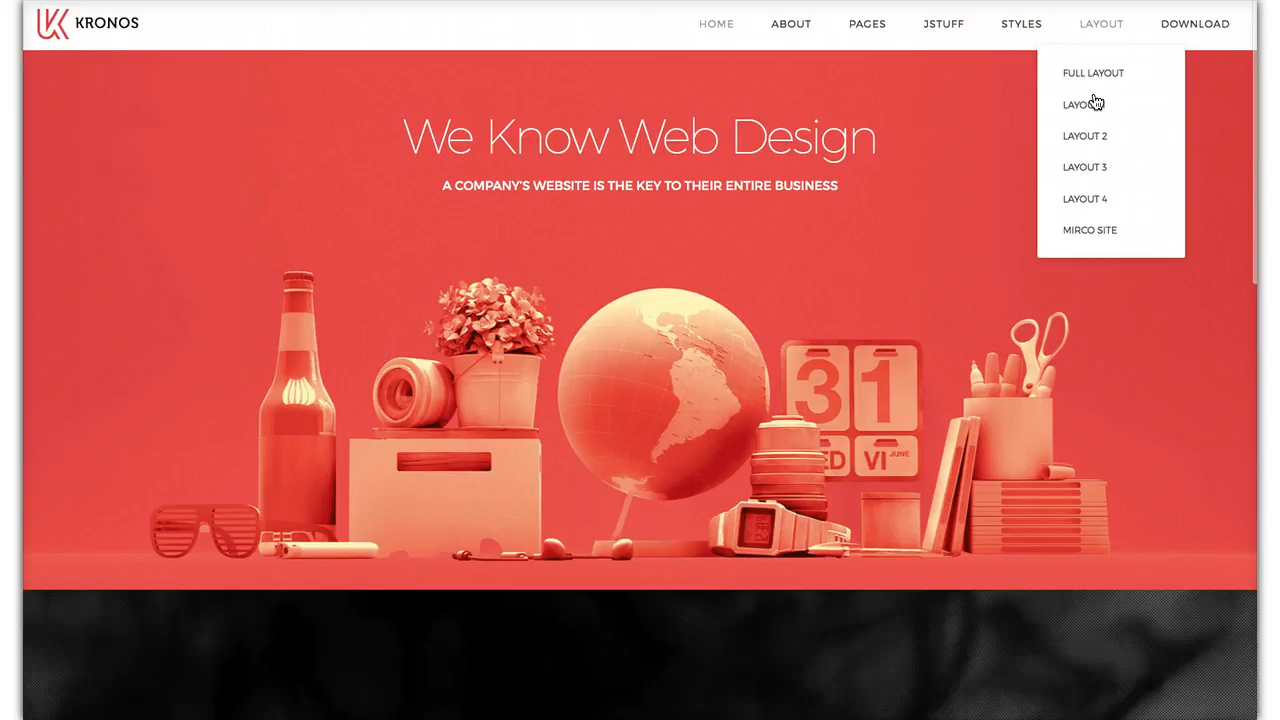 KRONOS
HOME ABOUT PAGES JSTUFF STYLES LAYOUT DOWNLOAD
FULL LAYOUT
LAYOUT 2
LAYOUT 3
LAYOUT 4
MIRCO SITE
We Know Web Design
A COMPANY'S WEBSITE IS THE KEY TO THEIR ENTIRE BUSINESS
31
ED VI JUNE